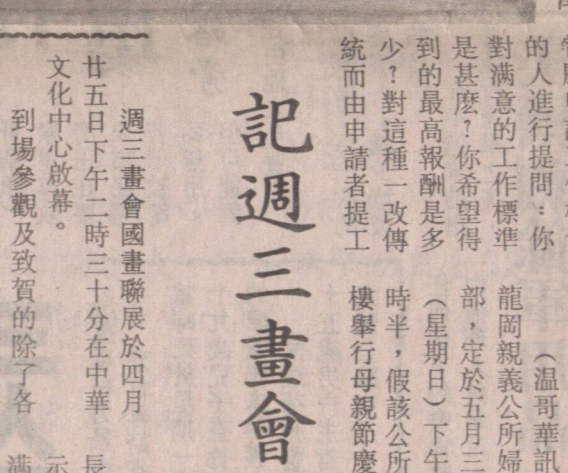 的人進行提問：你
對滿意的工作標準
是甚麽？你希望得
到的最高報酬是多
少？對這種一改傳
統而由申請者提工
（温哥華訊
龍岡親義公所婦
部，定於五月三
（星期日）下午
時半，假該公所
樓舉行母親節慶
記週三畫會
週三畫會國畫聯展於四月
廿五日下午二時三十分在中華
文化中心啟幕。
到場參觀及致賀的除了各
長
示
滿